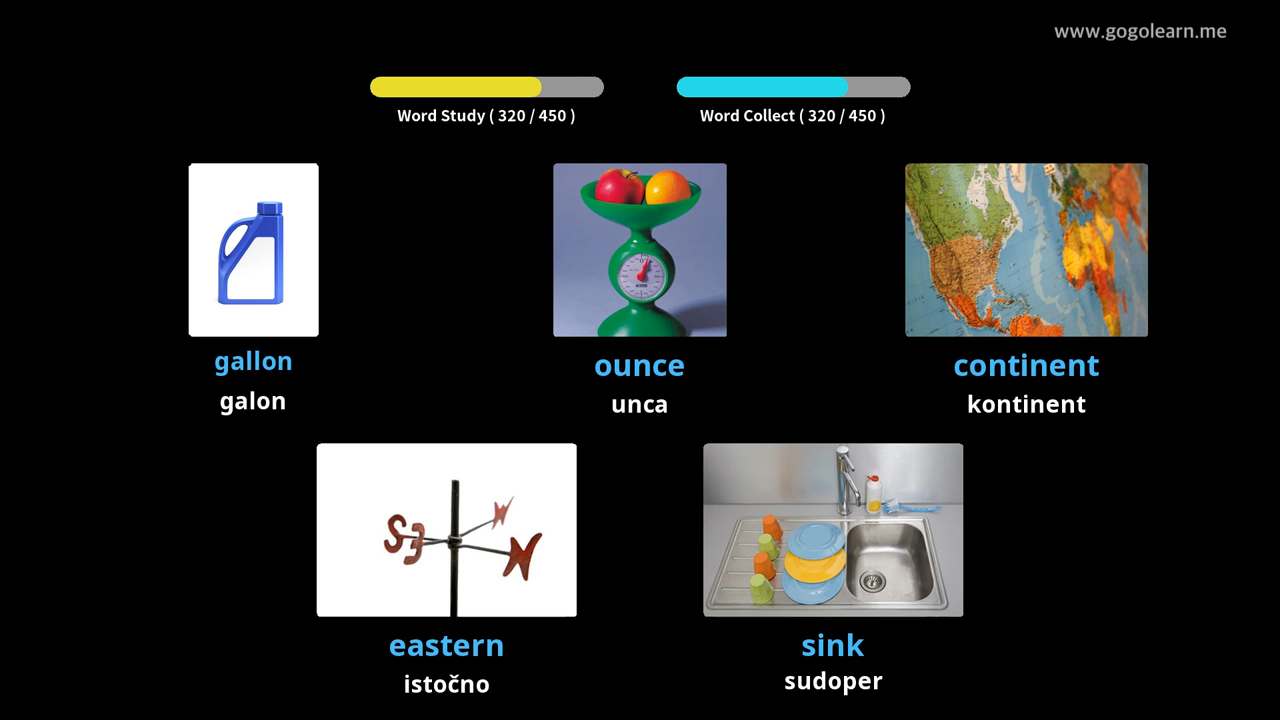 www.gogolearn.me
Word Study ( 320 / 450 )
Word Collect ( 320 / 450 )
gallon
galon
ounce
unca
continent
kontinent
eastern
istočno
sink
sudoper